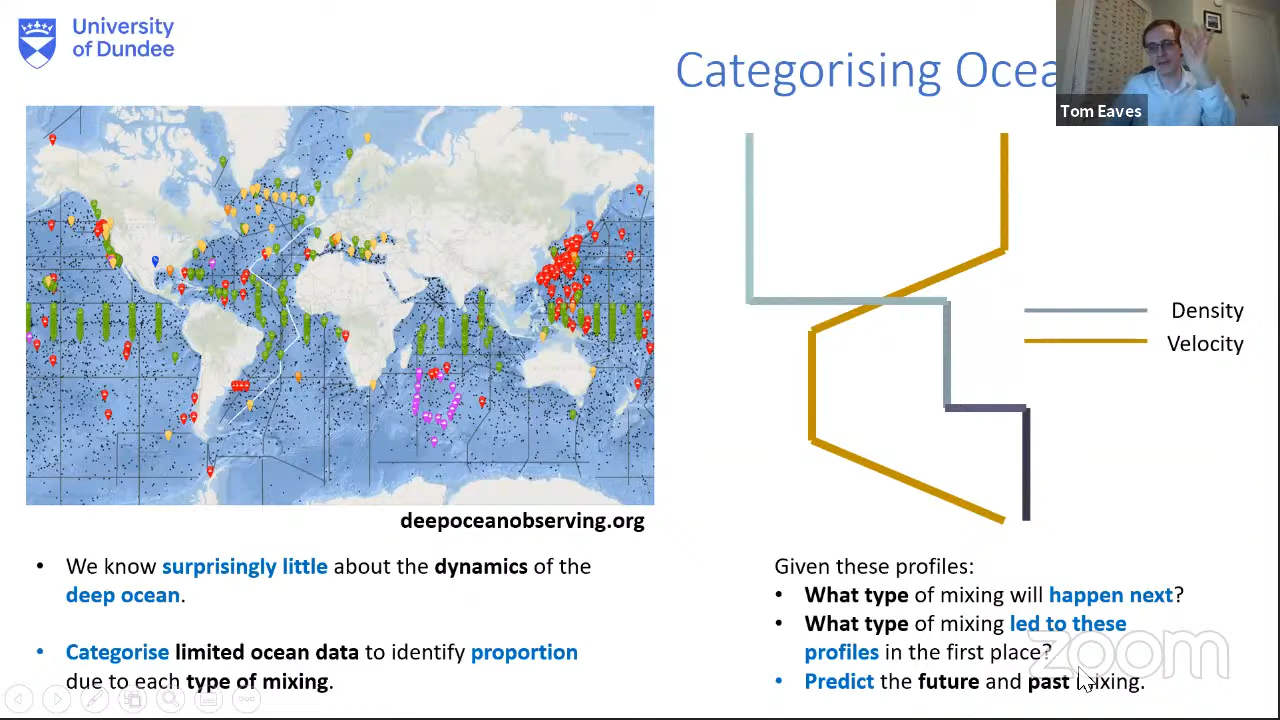 University
of Dundee
Categorising Ocea
Tom Eaves
Density
Velocity
deepoceanobserving.org
• We know surprisingly little about the dynamics of the
deep ocean.
• Categorise limited ocean data to identify proportion
due to each type of mixing.
Given these profiles:
• What type of mixing will happen next?
• What type of mixing led to these
profiles in the first place?
• Predict the future and past mixing.
zoom